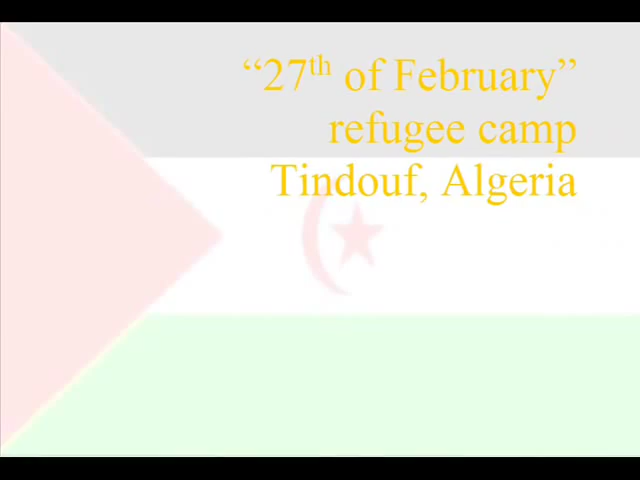 “27th of February”
refugee camp
Tindouf, Algeria